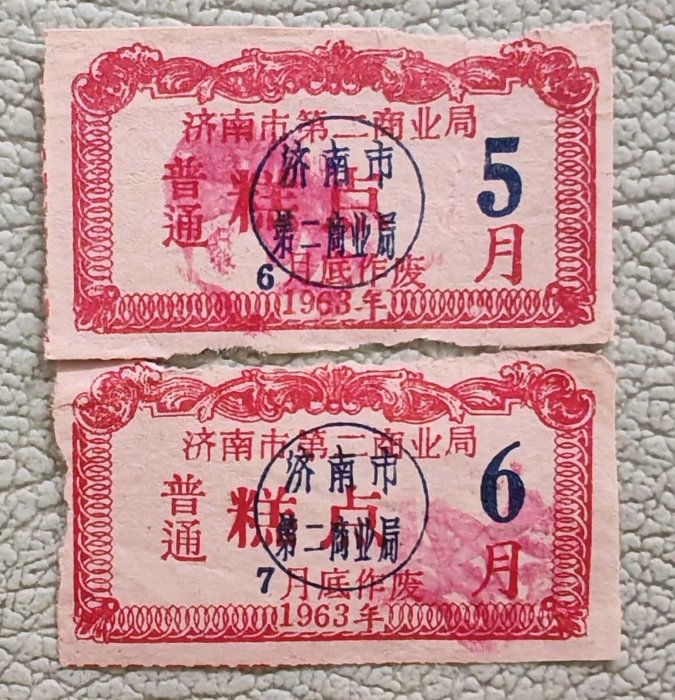 济南市第二商业局
普通
糕点
5
月
济南市
第二商业局
6月底作废
1963年
济南市第二商业局
普通
糕点
6
月
济南市
第二商业局
7月底作废
1963年